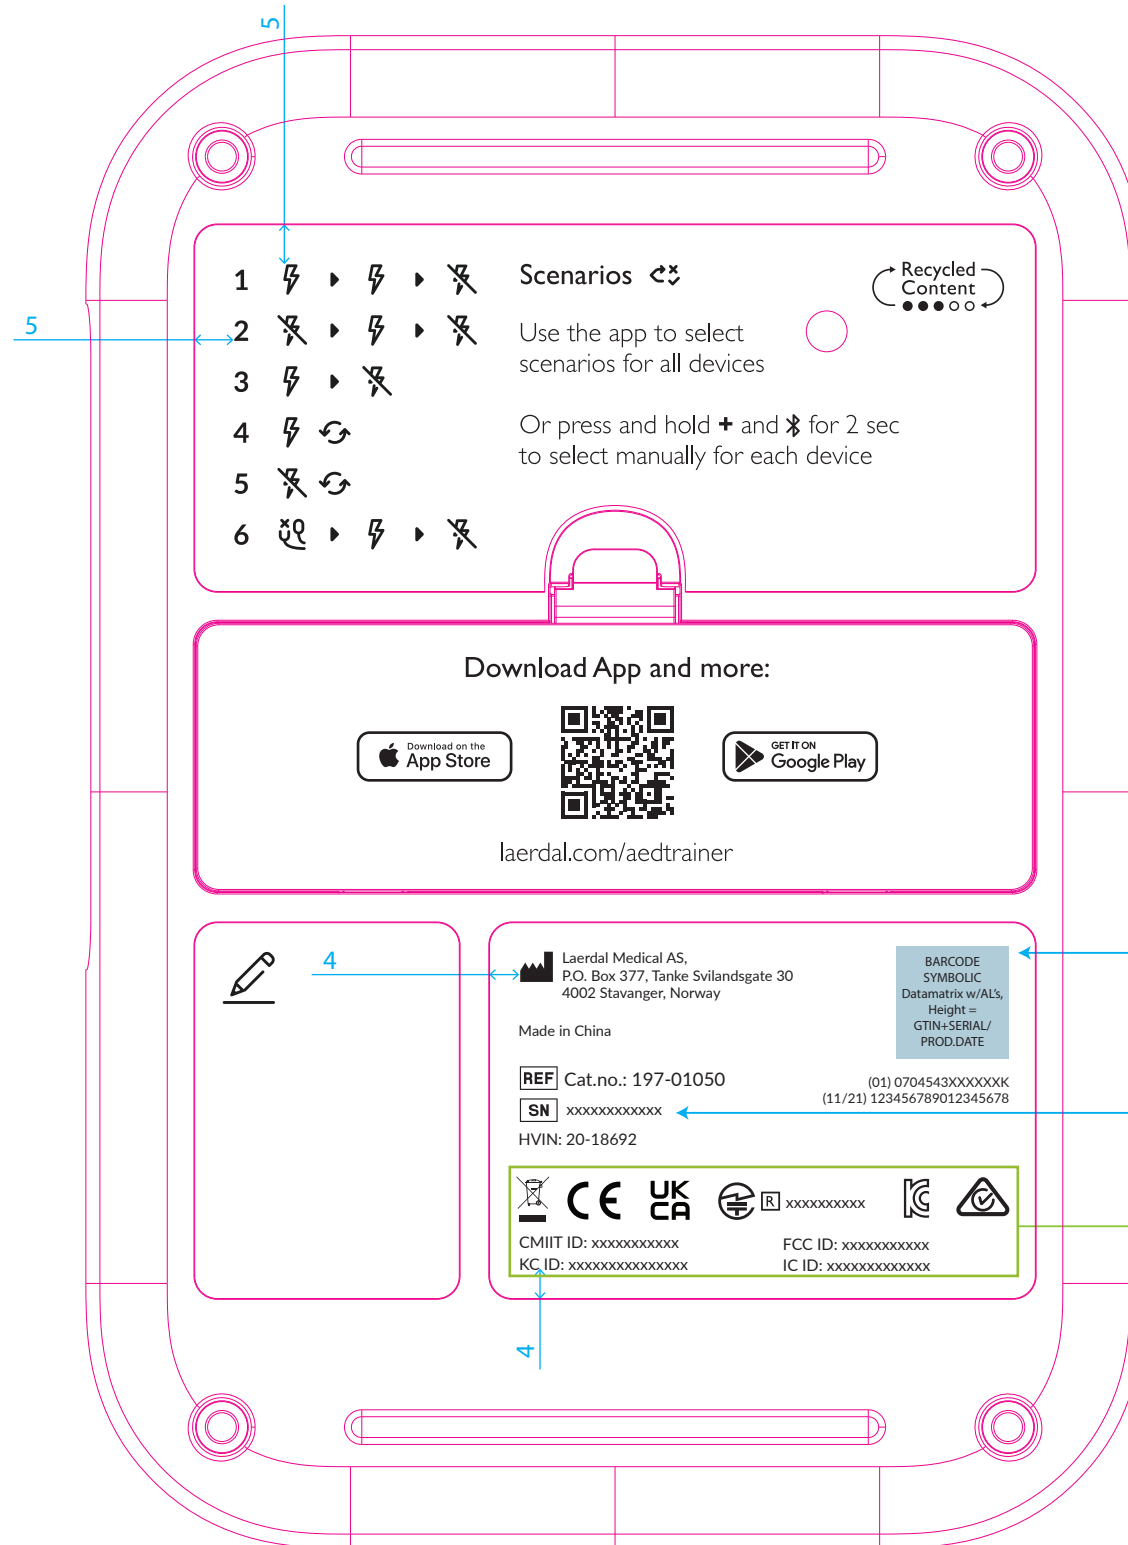 5
5
1
2
3
4
5
6
Scenarios
Use the app to select
scenarios for all devices
Or press and hold + and for 2 sec
to select manually for each device
Recycled
Content
Download App and more:
Download on the
App Store
GET IT ON
Google Play
laerdal.com/aedtrainer
4
Laerdal Medical AS,
P.O. Box 377, Tanke Svilandsgate 30
4002 Stavanger, Norway
Made in China
BARCODE
SYMBOLIC
Datamatrix w/AL's,
Height =
GTIN+SERIAL/
PROD.DATE
REF Cat.no.: 197-01050
SN xxxxxxxxxxxx
HVIN: 20-18692
(01) 0704543XXXXXXK
(11/21) 123456789012345678
CE UK
CA
R xxxxxxxxxx
CMIIT ID: xxxxxxxxxxx
KC ID: xxxxxxxxxxxxxxx
FCC ID: xxxxxxxxxxx
IC ID: xxxxxxxxxxxxx
4